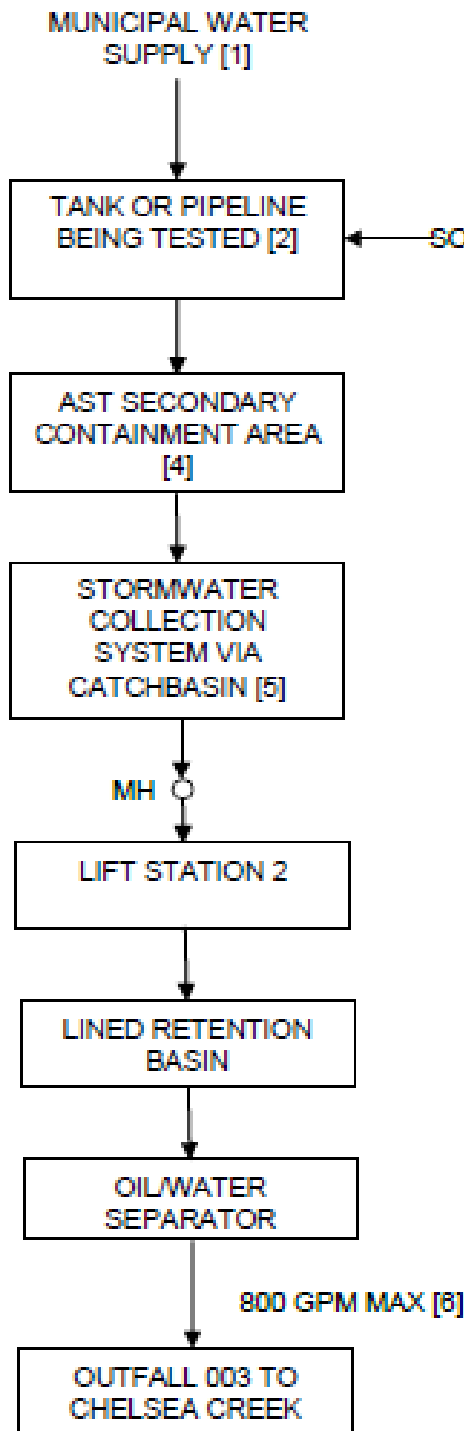 MUNICIPAL WATER
SUPPLY [1]
TANK OR PIPELINE
BEING TESTED [2]
AST SECONDARY
CONTAINMENT AREA
[4]
STORMWATER
COLLECTION
SYSTEM VIA
CATCHBASIN [5]
MH
LIFT STATION 2
LINED RETENTION
BASIN
OIL/WATER
SEPARATOR
800 GPM MAX [6]
OUTFALL 003 TO
CHELSEA CREEK